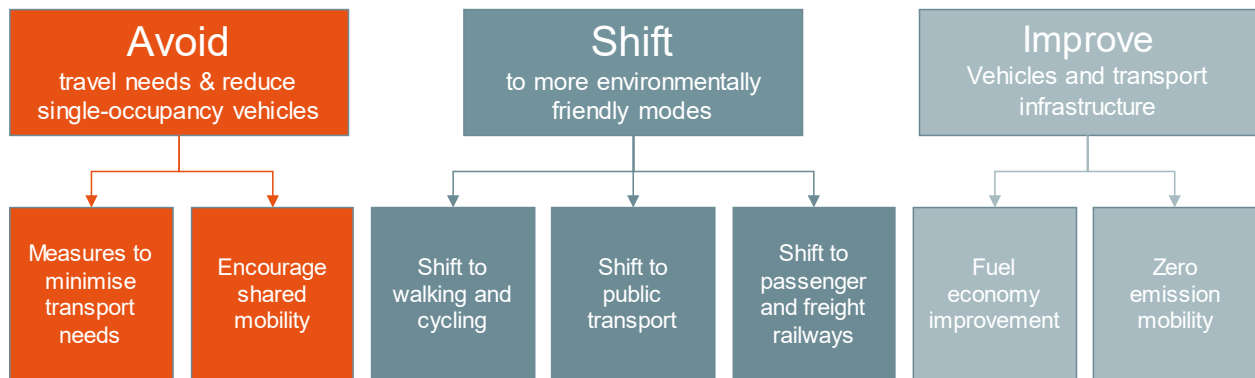 Avoid
travel needs & reduce
single-occupancy vehicles
Shift
to more environmentally
friendly modes
Improve
Vehicles and transport
infrastructure
Measures to
minimise
transport
needs
Encourage
shared
mobility
Shift to
walking and
cycling
Shift to
public
transport
Shift to
passenger
and freight
railways
Fuel
economy
improvement
Zero
emission
mobility